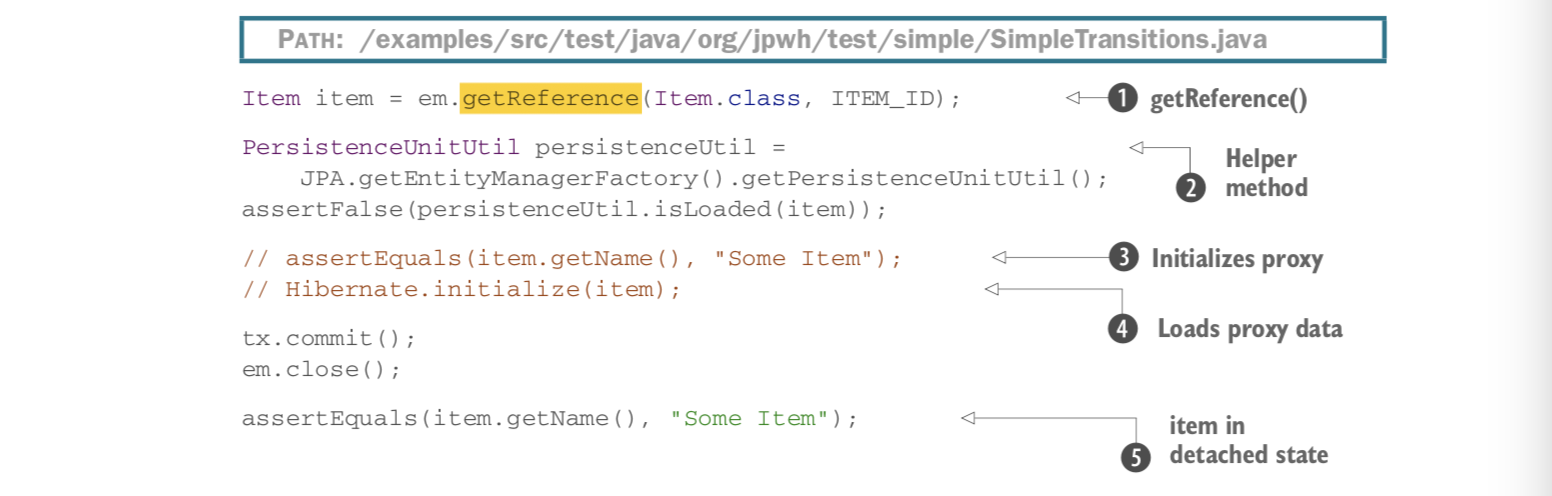 PATH: /examples/src/test/java/org/jpwh/test/simple/SimpleTransitions.java
Item item = em.getReference(Item.class, ITEM_ID); 1 getReference()
PersistenceUnitUtil persistenceUtil =
JPA.getEntityManagerFactory().getPersistenceUnitUtil();
assertFalse(persistenceUtil.isLoaded(item));
2 Helper
method
// assertEquals(item.getName(), "Some Item"); 3 Initializes proxy
// Hibernate.initialize(item);
4 Loads proxy data
tx.commit();
em.close();
assertEquals(item.getName(), "Some Item");
5 item in
detached state